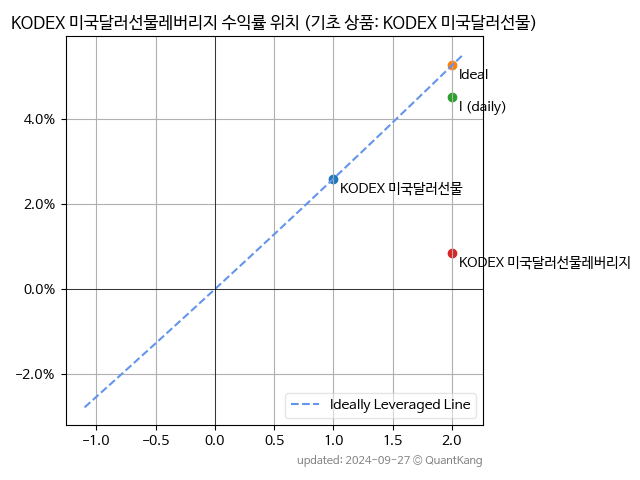 KODEX 미국달러선물레버리지 수익률 위치 (기초 상품: KODEX 미국달러선물)
Ideal
I (daily)
4.0%
KODEX 미국달러선물
2.0%
KODEX 미국달러선물레버리지
0.0%
−2.0%
Ideally Leveraged Line
−1.0 −0.5 0.0 0.5 1.0 1.5 2.0
updated: 2024-09-27 © QuantKang